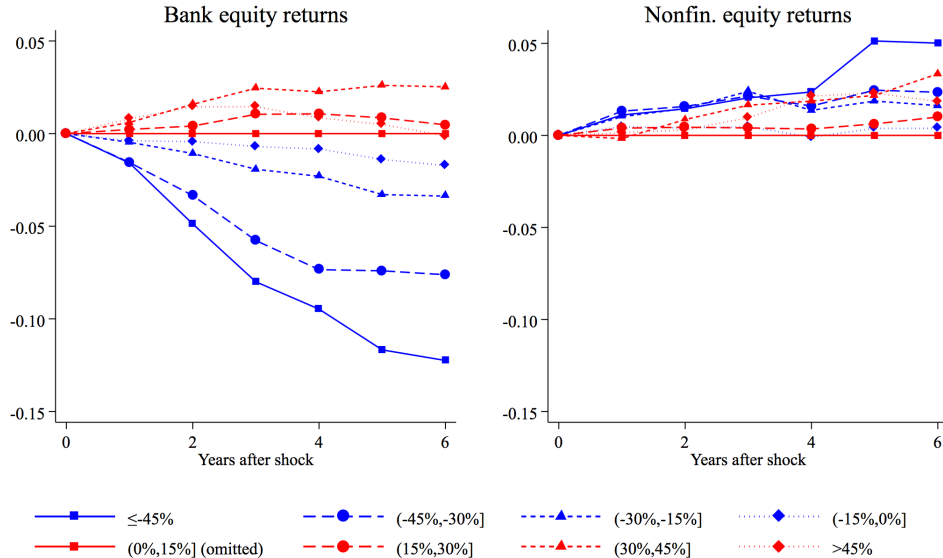 Bank equity returns
0.05
0.00
-0.05
-0.10
-0.15
0 2 4 6
Years after shock
Nonfin. equity returns
0.05
0.00
-0.05
-0.10
-0.15
0 2 4 6
Years after shock
≤-45% (-45%,-30%] (-30%,-15%] (-15%,0%]
(0%,15%] (omitted) (15%,30%] (30%,45%] >45%